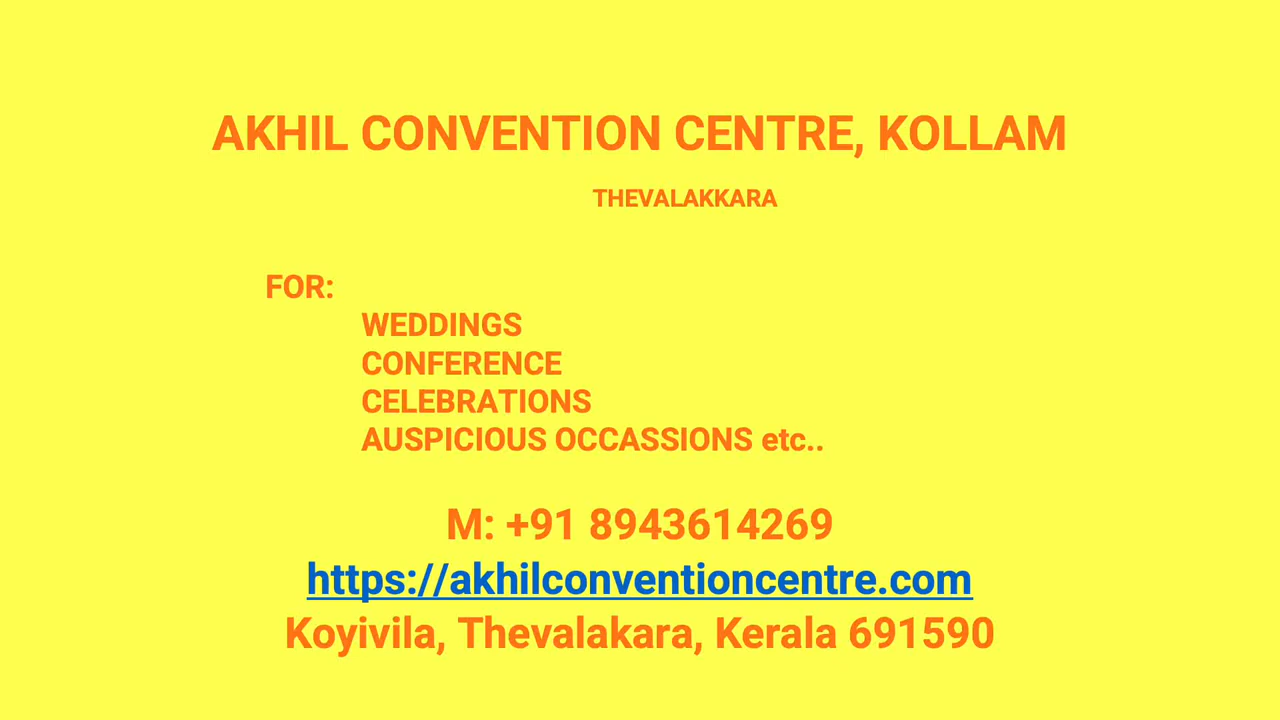 AKHIL CONVENTION CENTRE, KOLLAM
THEVALAKKARA
FOR:
WEDDINGS
CONFERENCE
CELEBRATIONS
AUSPICIOUS OCCASSIONS etc..
M: +91 8943614269
https://akhilconventioncentre.com
Koyivila, Thevalakara, Kerala 691590